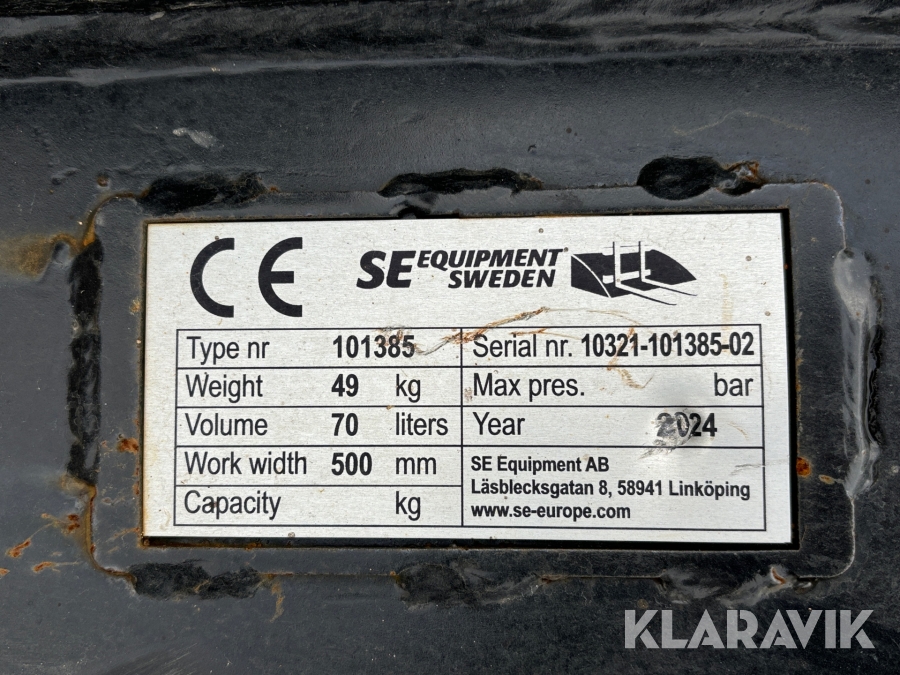 KLARAVIK
CE
SE EQUIPMENT SWEDEN
Type nr 101385 Serial nr. 10321-101385-02
Weight 49 kg Max pres. bar
Volume 70 liters Year 2024
Work width 500 mm
Capacity kg
SE Equipment AB
Läsblecksgatan 8, 58941 Linköping
www.se-europe.com
KLARAVIK